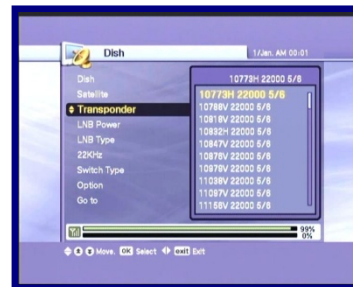 Dish
1/Jan. AM 00:01
Dish
Satellite
Transponder
LNB Power
LNB Type
22KHz
Switch Type
Option
Go to
10773H 22000 5/6
10773H 22000 5/6
10788V 22000 5/6
10818V 22000 5/6
10832H 22000 5/6
10847V 22000 5/6
10876V 22000 5/6
10979V 22000 5/6
11038V 22000 5/6
11097V 22000 5/6
11156V 22000 5/6
99%
0%
Move. OK Select exit Exit